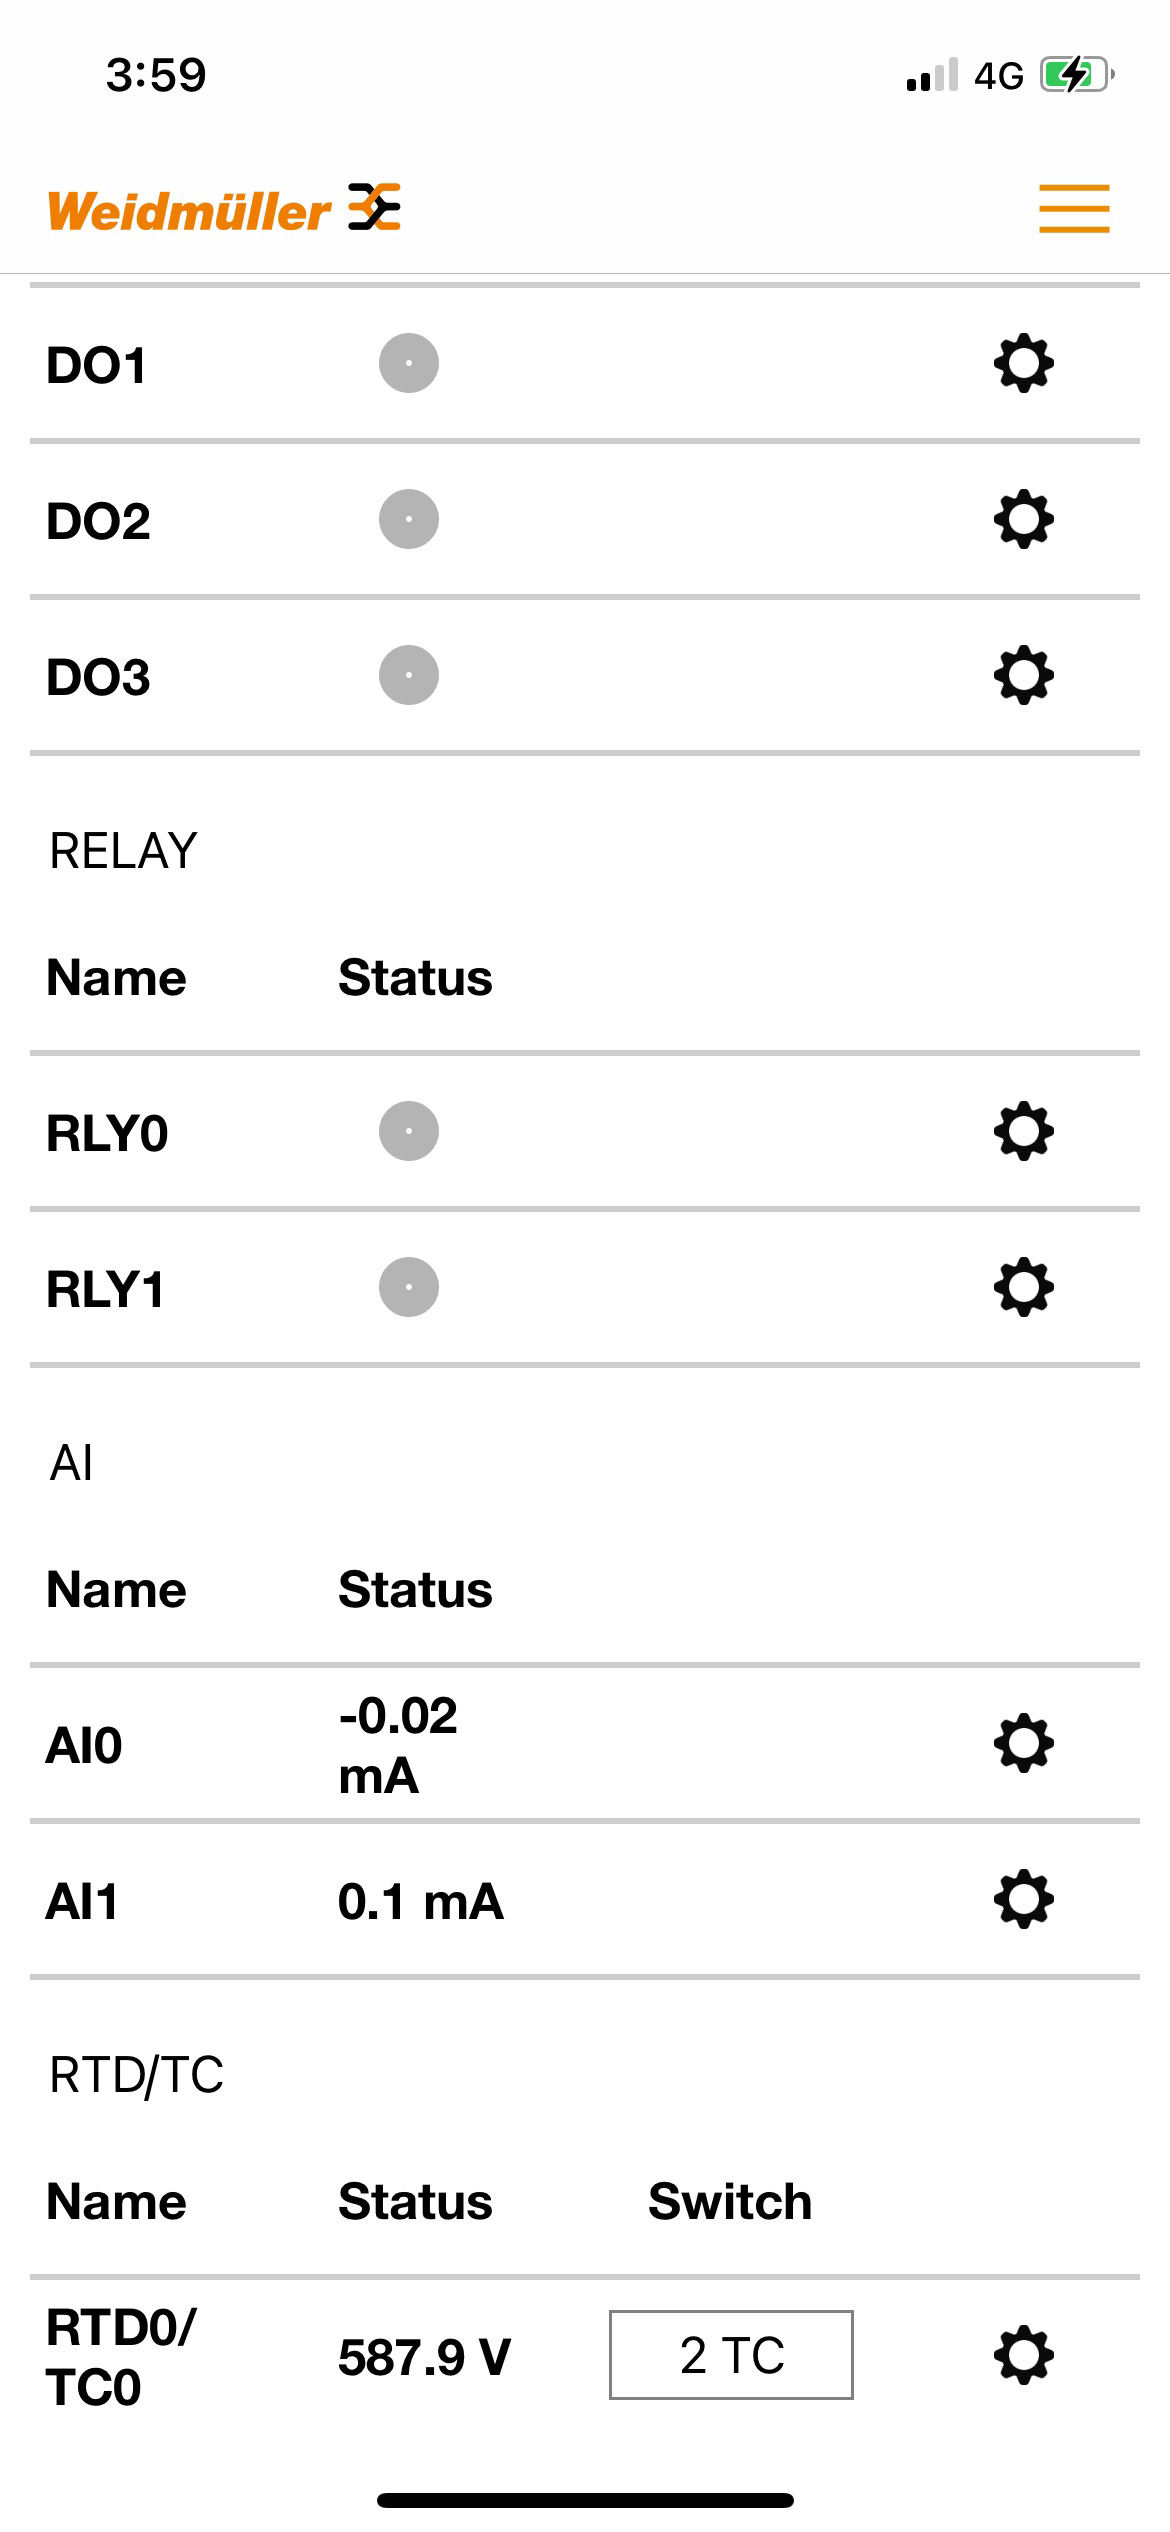 3:59
4G
Weidmüller
DO1
DO2
DO3
RELAY
Name Status
RLY0
RLY1
AI
Name Status
AI0 -0.02 mA
AI1 0.1 mA
RTD/TC
Name Status Switch
RTD0/
TC0 587.9 V 2 TC